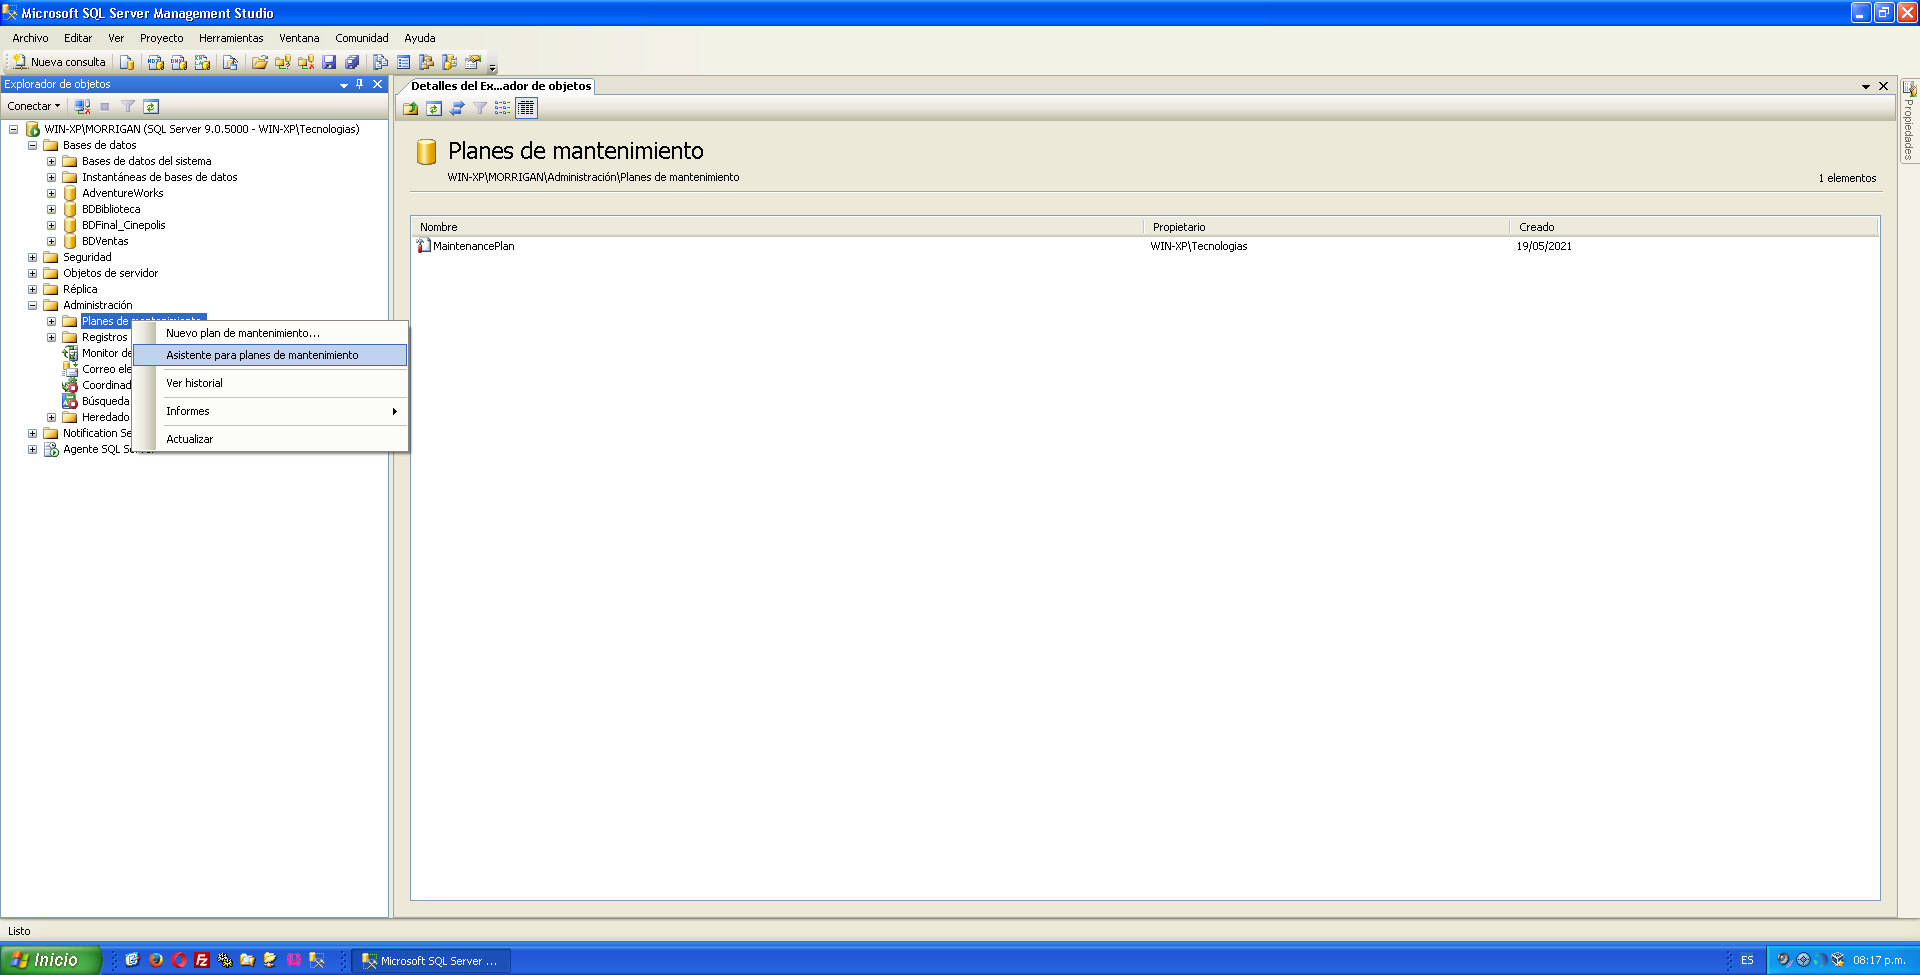 Microsoft SQL Server Management Studio
Archivo Editar Ver Proyecto Herramientas Ventana Comunidad Ayuda
Nueva consulta
Explorador de objetos
Conectar
WIN-XP\MORRIGAN (SQL Server 9.0.5000 - WIN-XP\Tecnologias)
Bases de datos
Bases de datos del sistema
Instantáneas de bases de datos
AdventureWorks
BDBiblioteca
BDFinal_Cinepolis
BDVentas
Seguridad
Objetos de servidor
Réplica
Administración
Planes de mantenimiento
Registros
Monitor de
Correo ele
Coordinad
Búsqueda
Heredado
Notification Se
Agente SQL Server
Nuevo plan de mantenimiento...
Asistente para planes de mantenimiento
Ver historial
Informes
Actualizar
Detalles del Ex...ador de objetos
Planes de mantenimiento
WIN-XP\MORRIGAN\Administración\Planes de mantenimiento
1 elementos
Nombre Propietario Creado
MaintenancePlan WIN-XP\Tecnologias 19/05/2021
Propiedades
Listo
Inicio
Microsoft SQL Server ...
ES
08:17 p.m.